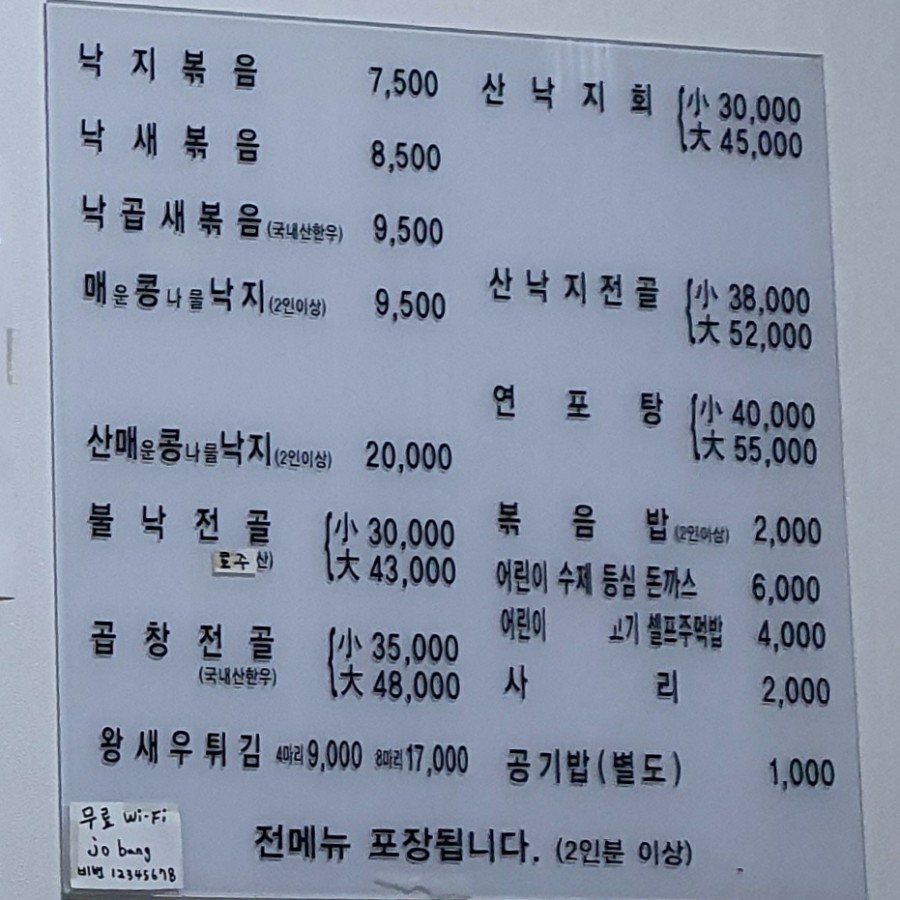 낙지볶음 7,500
낙새볶음 8,500
낙곱새볶음(국내산한우) 9,500
매운콩나물낙지(2인이상) 9,500
산매운콩나물낙지(2인이상) 20,000
불낙전골 小 30,000
산) 大 43,000
곱창전골 小 35,000
(국내산한우) 大 48,000
왕새우튀김 4마리 9,000 8마리 17,000
산낙지회 小 30,000
大 45,000
산낙지전골 小 38,000
大 52,000
연포탕 小 40,000
大 55,000
볶음밥(2인이상) 2,000
어린이 수제 등심 돈까스 6,000
어린이 고기 셀프주먹밥 4,000
사리 2,000
공기밥(별도) 1,000
전메뉴 포장됩니다. (2인분 이상)
무료 Wi-Fi
jo bang
비번 12345678